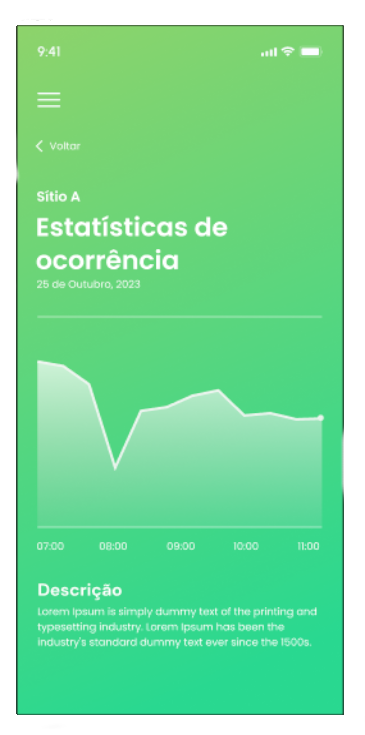 9:41
Voltar
Sítio A
Estatísticas de
ocorrência
25 de Outubro, 2023
07:00 08:00 09:00 10:00 11:00
Descrição
Lorem Ipsum is simply dummy text of the printing and
typesetting industry. Lorem Ipsum has been the
industry's standard dummy text ever since the 1500s.